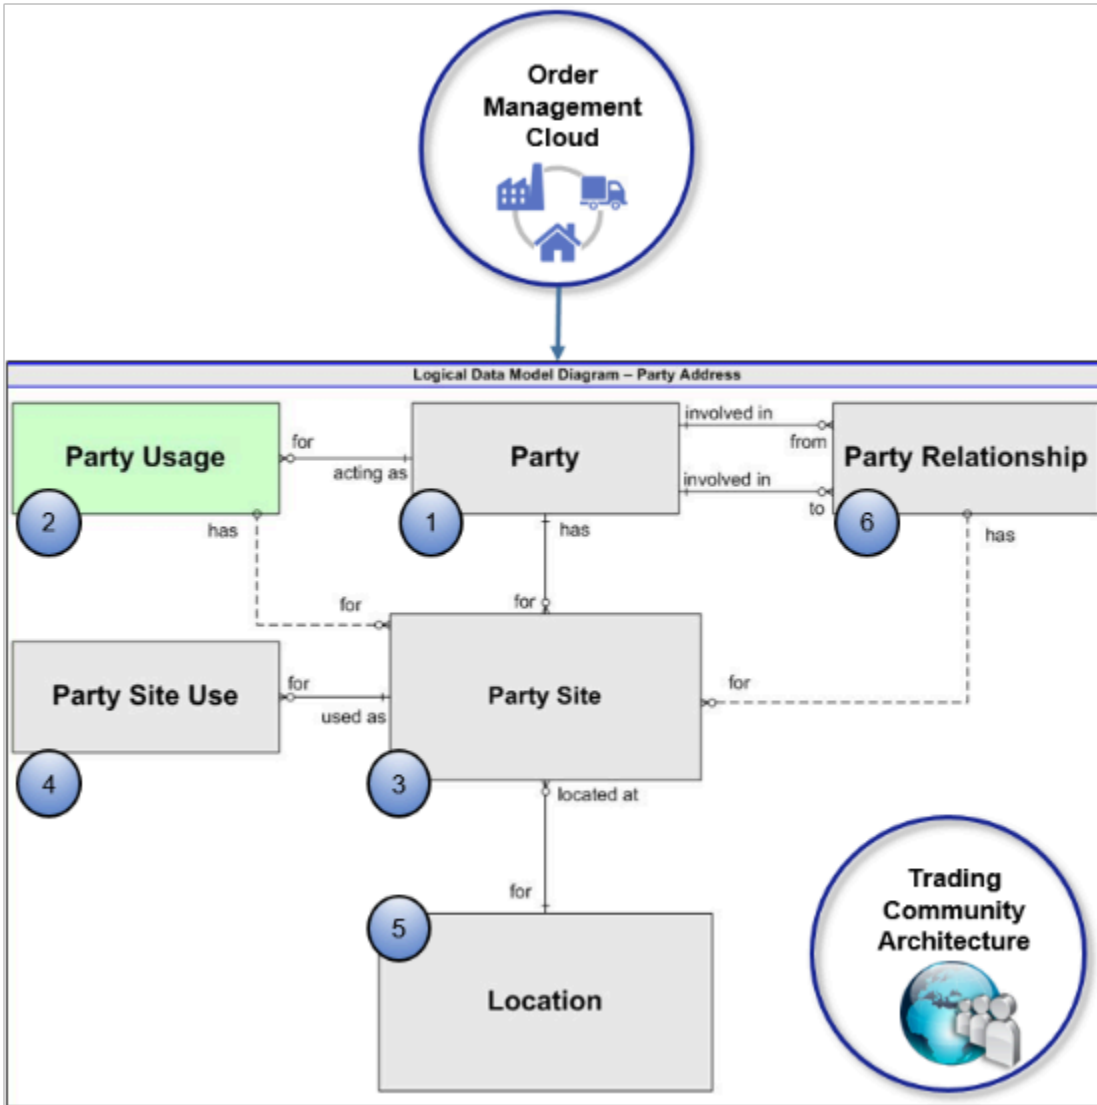 Order
Management
Cloud
Logical Data Model Diagram – Party Address
Party Usage
for
acting as
Party
involved in
from
involved in
to
Party Relationship
2
has
1
has
6
has
for
for
Party Site Use
for
used as
Party Site
for
4
3
located at
for
5
Location
Trading
Community
Architecture